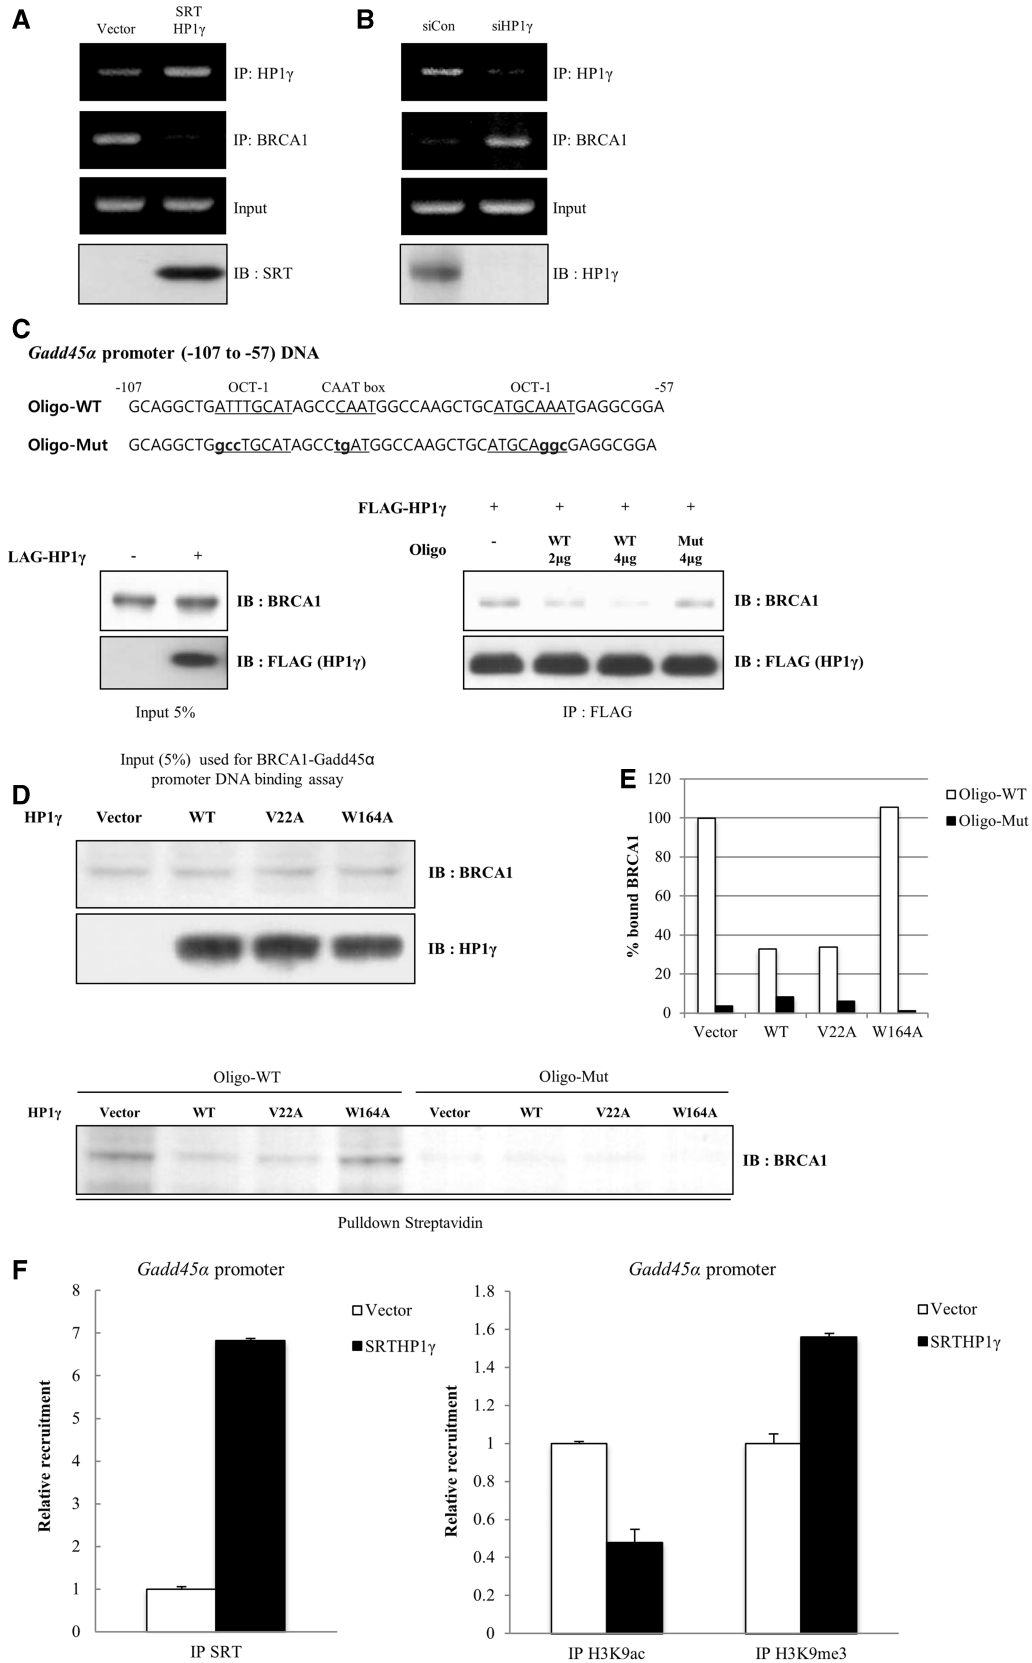 A
Vector
SRT
HP1γ
IP: HP1γ
IP: BRCA1
Input
IB : SRT
B
siCon
siHP1γ
IP: HP1γ
IP: BRCA1
Input
IB : HP1γ
C
Gadd45α promoter (-107 to -57) DNA
-107 OCT-1 CAAT box OCT-1 -57
Oligo-WT GCAGGCTGATTTGCATAGCCCAATGGCCAAGCTGCATGCAAATGAGGCGGA
Oligo-Mut GCAGGCTGgccTGCATAGCCtgATGGCCAAGCTGCATGCAggcGAGGCGGA
LAG-HP1γ - +
IB : BRCA1
IB : FLAG (HP1γ)
Input 5%
FLAG-HP1γ + + + +
Oligo - WT 2μg WT 4μg Mut 4μg
IB : BRCA1
IB : FLAG (HP1γ)
IP : FLAG
Input (5%) used for BRCA1-Gadd45α
promoter DNA binding assay
D
HP1γ Vector WT V22A W164A
IB : BRCA1
IB : HP1γ
Oligo-WT Oligo-Mut
HP1γ Vector WT V22A W164A Vector WT V22A W164A
IB : BRCA1
Pulldown Streptavidin
E
% bound BRCA1
120
100
80
60
40
20
0
Vector WT V22A W164A
Oligo-WT
Oligo-Mut
F
Gadd45α promoter
Relative recruitment
8
7
6
5
4
3
2
1
0
IP SRT
Vector
SRTHP1γ
Gadd45α promoter
Relative recruitment
1.8
1.6
1.4
1.2
1
0.8
0.6
0.4
0.2
0
IP H3K9ac IP H3K9me3
Vector
SRTHP1γ